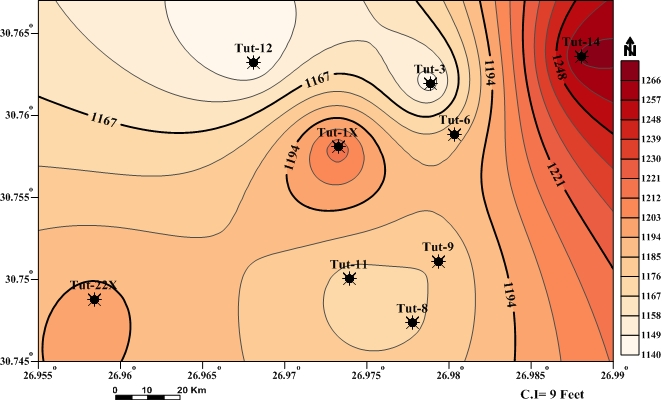 30.765°
30.76°
30.755°
30.75°
30.745°
26.955°
26.96°
26.965°
26.97°
26.975°
26.98°
26.985°
26.99°
Tut-12
Tut-3
Tut-14
Tut-6
Tut-1X
Tut-9
Tut-11
Tut-22X
Tut-8
1167
1167
1194
1248
1194
1221
1194
N
1266
1257
1248
1239
1230
1221
1212
1203
1194
1185
1176
1167
1158
1149
1140
0 10 20 Km
C.I= 9 Feet